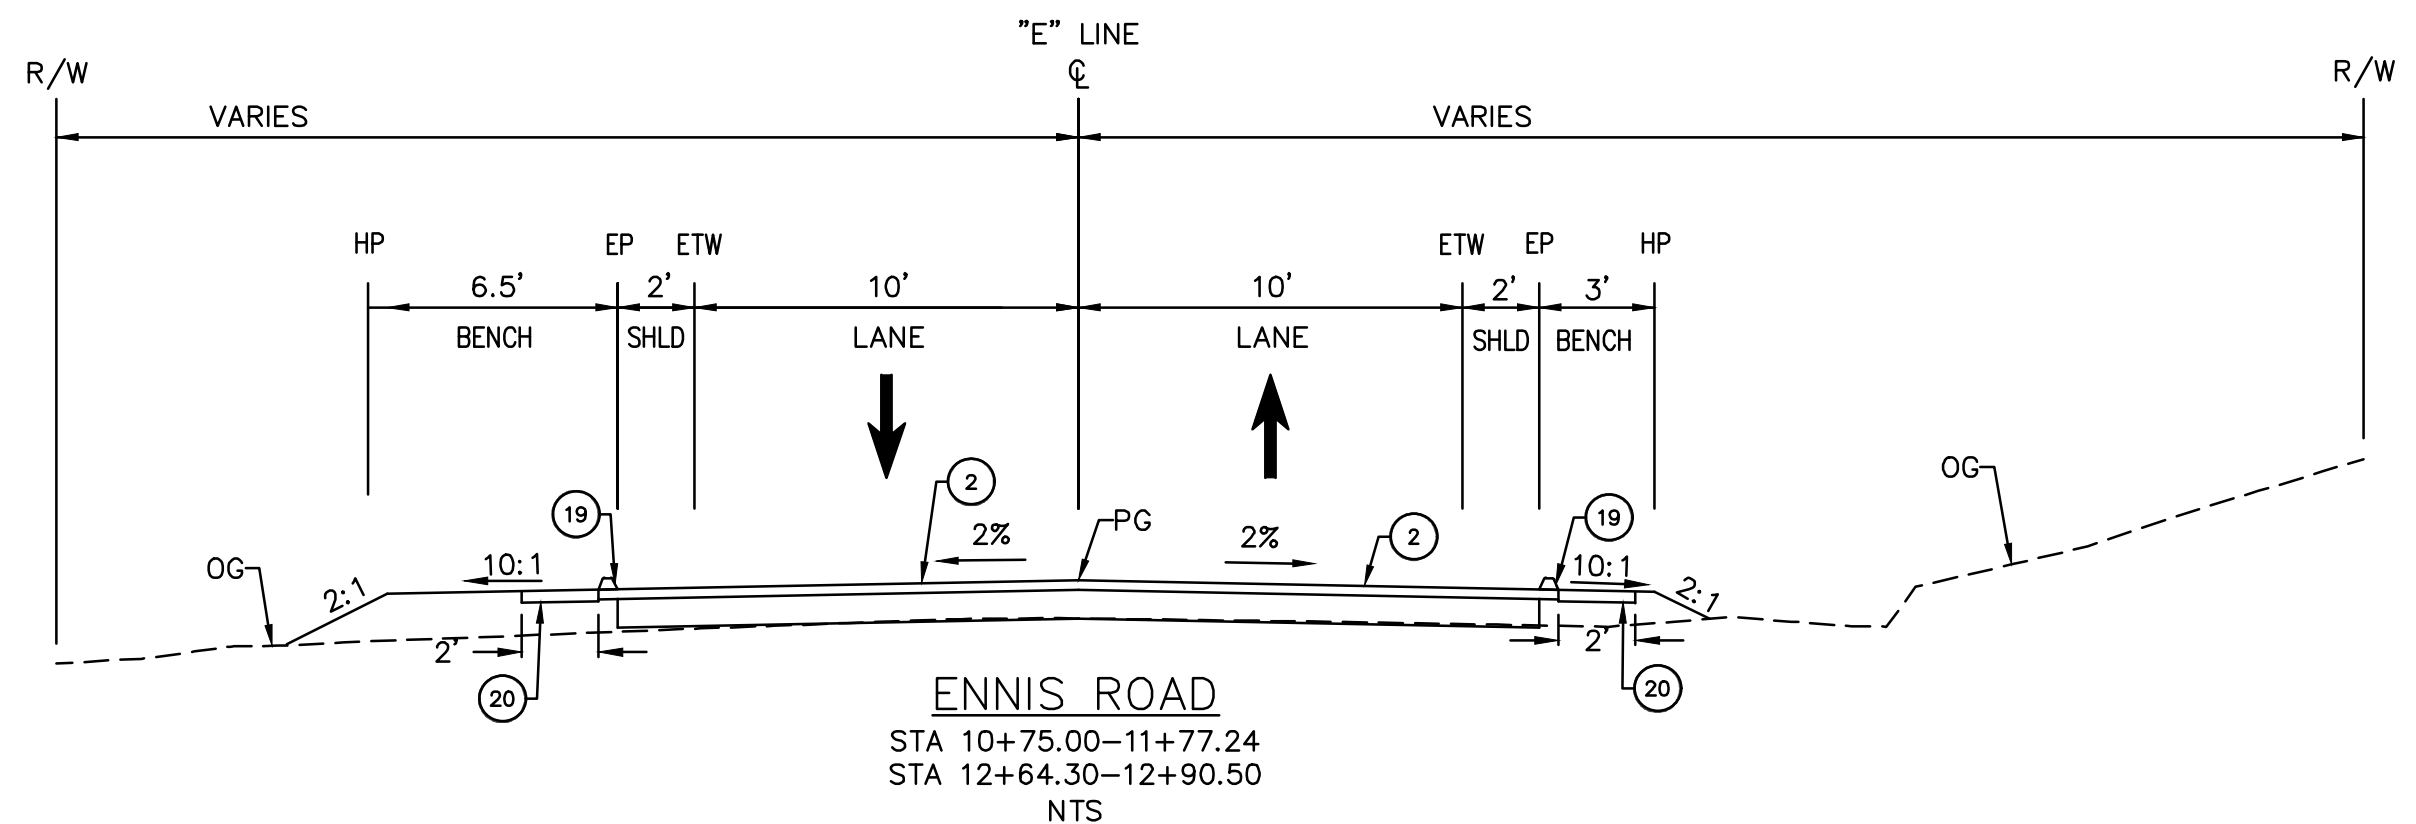 "E" LINE
R/W ℄ R/W
VARIES VARIES
HP EP ETW ETW EP HP
6.5' 2' 10' 10' 2' 3'
BENCH SHLD LANE LANE SHLD BENCH
OG
2
19 PG 19
2% 2% 2
OG 10:1 10:1
2:1 2:1
2' 2'
20 20
ENNIS ROAD
STA 10+75.00-11+77.24
STA 12+64.30-12+90.50
NTS